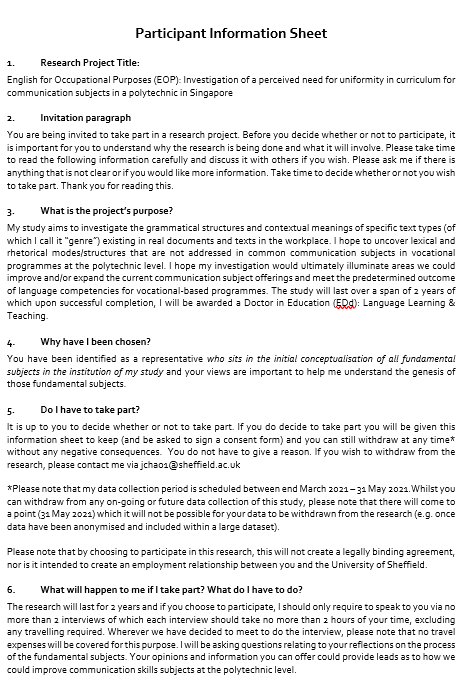 Participant Information Sheet
1. Research Project Title:
English for Occupational Purposes (EOP): Investigation of a perceived need for uniformity in curriculum for
communication subjects in a polytechnic in Singapore
2. Invitation paragraph
You are being invited to take part in a research project. Before you decide whether or not to participate, it
is important for you to understand why the research is being done and what it will involve. Please take time
to read the following information carefully and discuss it with others if you wish. Please ask me if there is
anything that is not clear or if you would like more information. Take time to decide whether or not you wish
to take part. Thank you for reading this.
3. What is the project's purpose?
My study aims to investigate the grammatical structures and contextual meanings of specific text types (of
which I call it "genre") existing in real documents and texts in the workplace. I hope to uncover lexical and
rhetorical modes/structures that are not addressed in common communication subjects in vocational
programmes at the polytechnic level. I hope my investigation would ultimately illuminate areas we could
improve and/or expand the current communication subject offerings and meet the predetermined outcome
of language competencies for vocational-based programmes. The study will last over a span of 2 years of
which upon successful completion, I will be awarded a Doctor in Education (EDd): Language Learning &
Teaching.
4. Why have I been chosen?
You have been identified as a representative who sits in the initial conceptualisation of all fundamental
subjects in the institution of my study and your views are important to help me understand the genesis of
those fundamental subjects.
5. Do I have to take part?
It is up to you to decide whether or not to take part. If you do decide to take part you will be given this
information sheet to keep (and be asked to sign a consent form) and you can still withdraw at any time*
without any negative consequences. You do not have to give a reason. If you wish to withdraw from the
research, please contact me via jchao1@sheffield.ac.uk
*Please note that my data collection period is scheduled between end March 2021 – 31 May 2021. Whilst you
can withdraw from any on-going or future data collection of this study, please note that there will come to
a point (31 May 2021) which it will not be possible for your data to be withdrawn from the research (e.g. once
data have been anonymised and included within a large dataset).
Please note that by choosing to participate in this research, this will not create a legally binding agreement,
nor is it intended to create an employment relationship between you and the University of Sheffield.
6. What will happen to me if I take part? What do I have to do?
The research will last for 2 years and if you choose to participate, I should only require to speak to you via no
more than 2 interviews of which each interview should take no more than 2 hours of your time, excluding
any travelling required. Wherever we have decided to meet to do the interview, please note that no travel
expenses will be covered for this purpose. I will be asking questions relating to your reflections on the process
of the fundamental subjects. Your opinions and information you can offer could provide leads as to how we
could improve communication skills subjects at the polytechnic level.